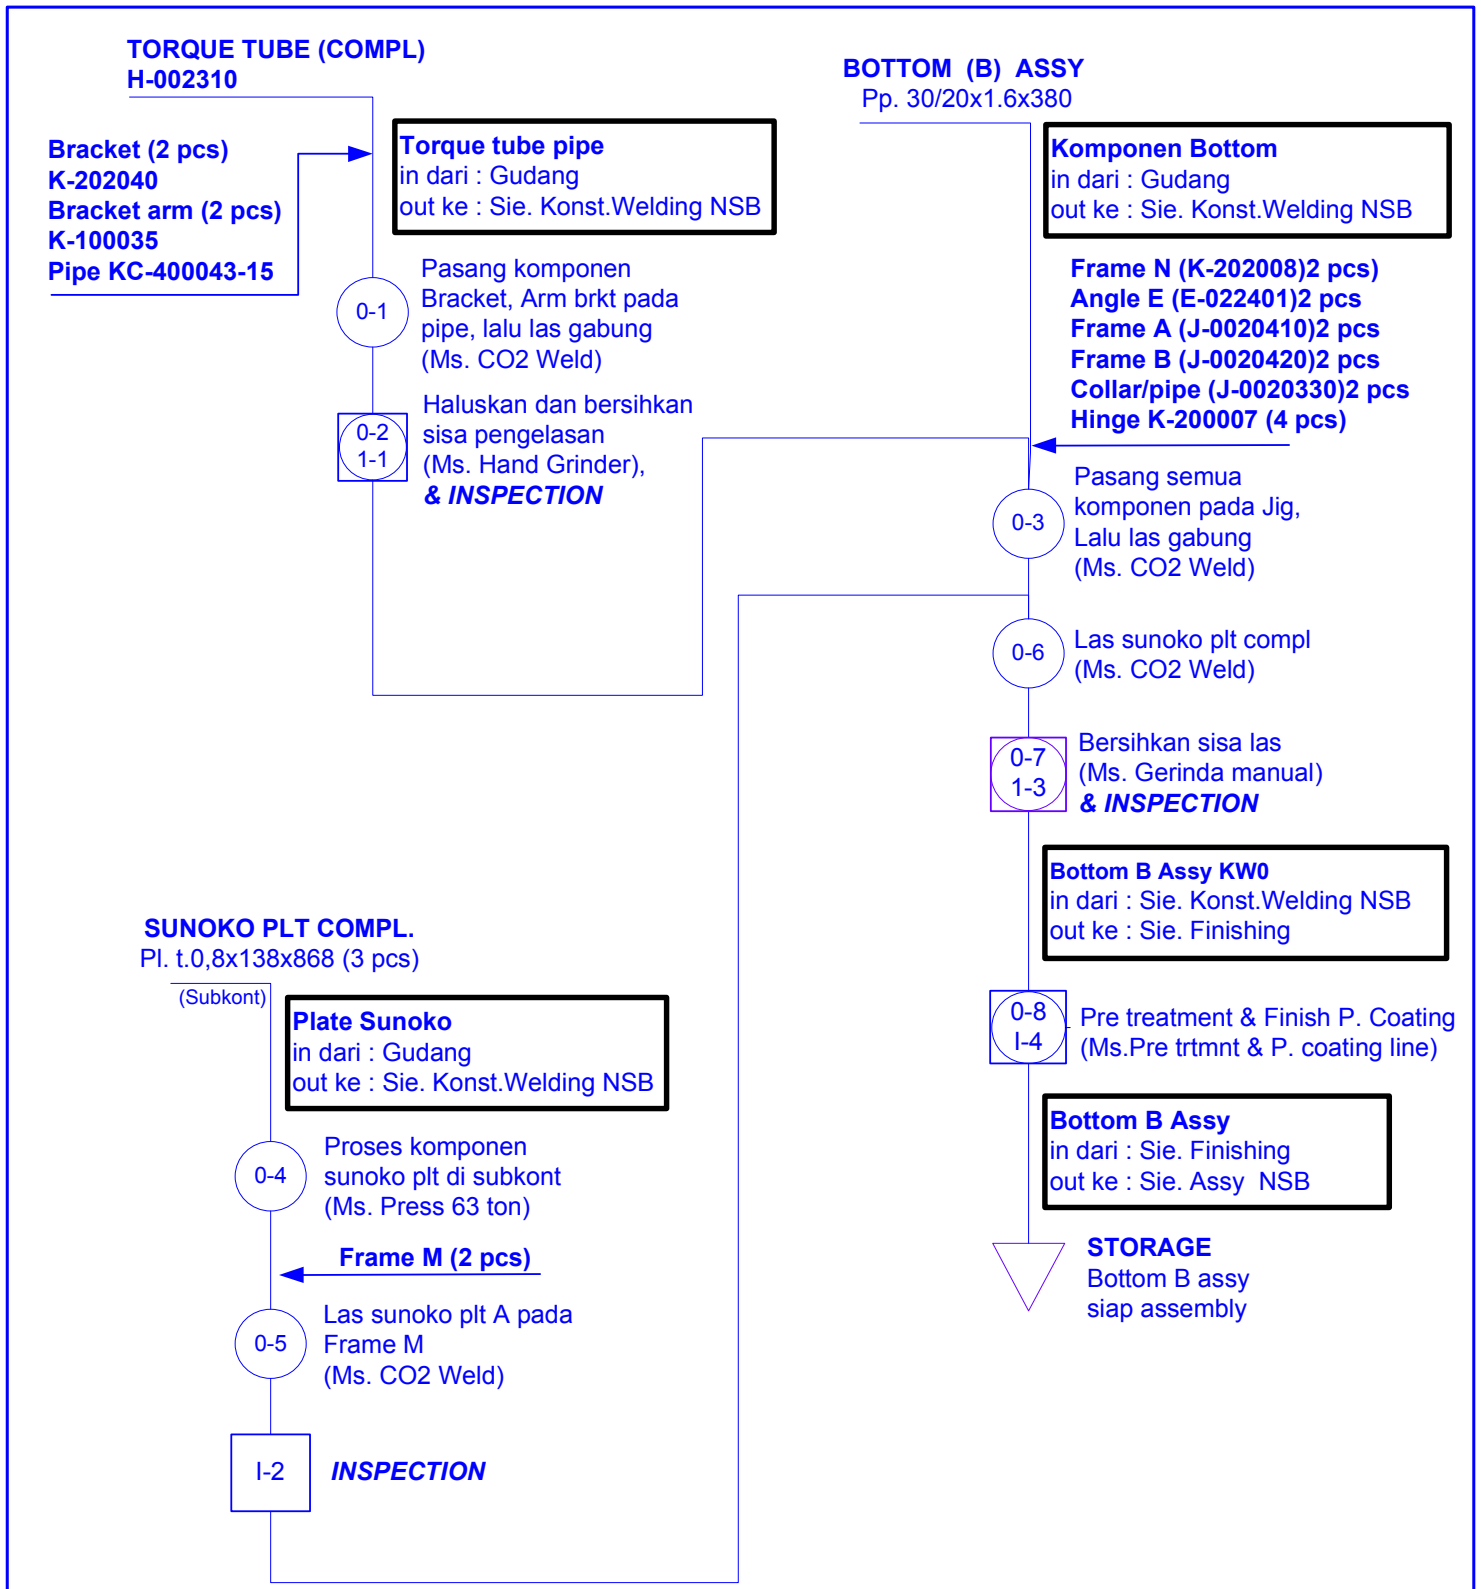 TORQUE TUBE (COMPL)
H-002310
Bracket (2 pcs)
K-202040
Bracket arm (2 pcs)
K-100035
Pipe KC-400043-15
Torque tube pipe
in dari : Gudang
out ke : Sie. Konst.Welding NSB
0-1
Pasang komponen
Bracket, Arm brkt pada
pipe, lalu las gabung
(Ms. CO2 Weld)
0-2
1-1
Haluskan dan bersihkan
sisa pengelasan
(Ms. Hand Grinder),
& INSPECTION
BOTTOM (B) ASSY
Pp. 30/20x1.6x380
Komponen Bottom
in dari : Gudang
out ke : Sie. Konst.Welding NSB
Frame N (K-202008)2 pcs)
Angle E (E-022401)2 pcs
Frame A (J-0020410)2 pcs
Frame B (J-0020420)2 pcs
Collar/pipe (J-0020330)2 pcs
Hinge K-200007 (4 pcs)
0-3
Pasang semua
komponen pada Jig,
Lalu las gabung
(Ms. CO2 Weld)
0-6
Las sunoko plt compl
(Ms. CO2 Weld)
0-7
1-3
Bersihkan sisa las
(Ms. Gerinda manual)
& INSPECTION
Bottom B Assy KW0
in dari : Sie. Konst.Welding NSB
out ke : Sie. Finishing
0-8
I-4
Pre treatment & Finish P. Coating
(Ms.Pre trtmnt & P. coating line)
Bottom B Assy
in dari : Sie. Finishing
out ke : Sie. Assy NSB
STORAGE
Bottom B assy
siap assembly
SUNOKO PLT COMPL.
Pl. t.0,8x138x868 (3 pcs)
(Subkont)
Plate Sunoko
in dari : Gudang
out ke : Sie. Konst.Welding NSB
0-4
Proses komponen
sunoko plt di subkont
(Ms. Press 63 ton)
Frame M (2 pcs)
0-5
Las sunoko plt A pada
Frame M
(Ms. CO2 Weld)
I-2
INSPECTION